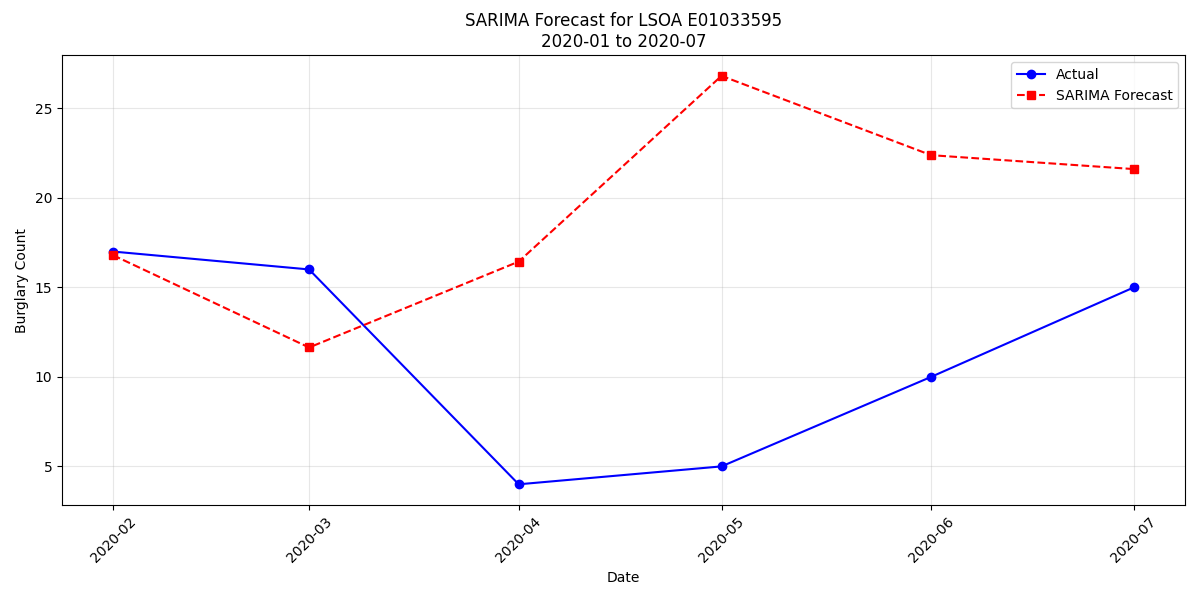 SARIMA Forecast for LSOA E01033595
2020-01 to 2020-07
Actual
SARIMA Forecast
Burglary Count
25
20
15
10
5
2020-02
2020-03
2020-04
2020-05
2020-06
2020-07
Date